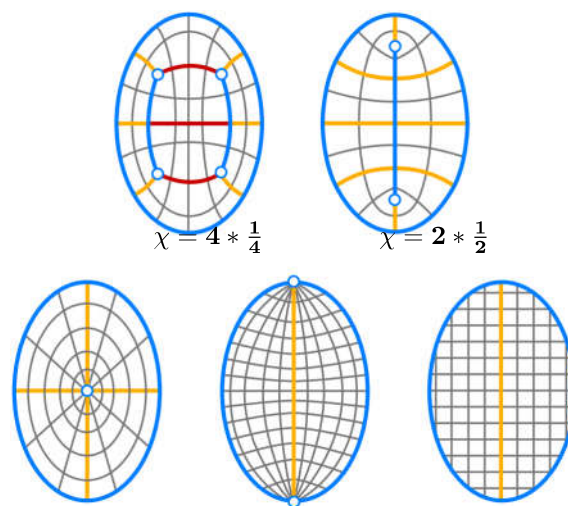 χ = 4 * 1/4
χ = 2 * 1/2